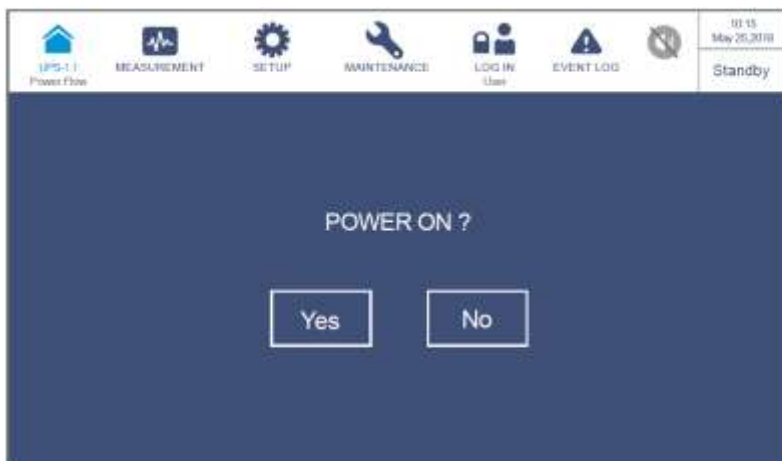 UPS-1.1
Power Flow
MEASUREMENT
SETUP
MAINTENANCE
LOG IN
User
EVENT LOG
10:15
May 25,2018
Standby
POWER ON ?
Yes
No